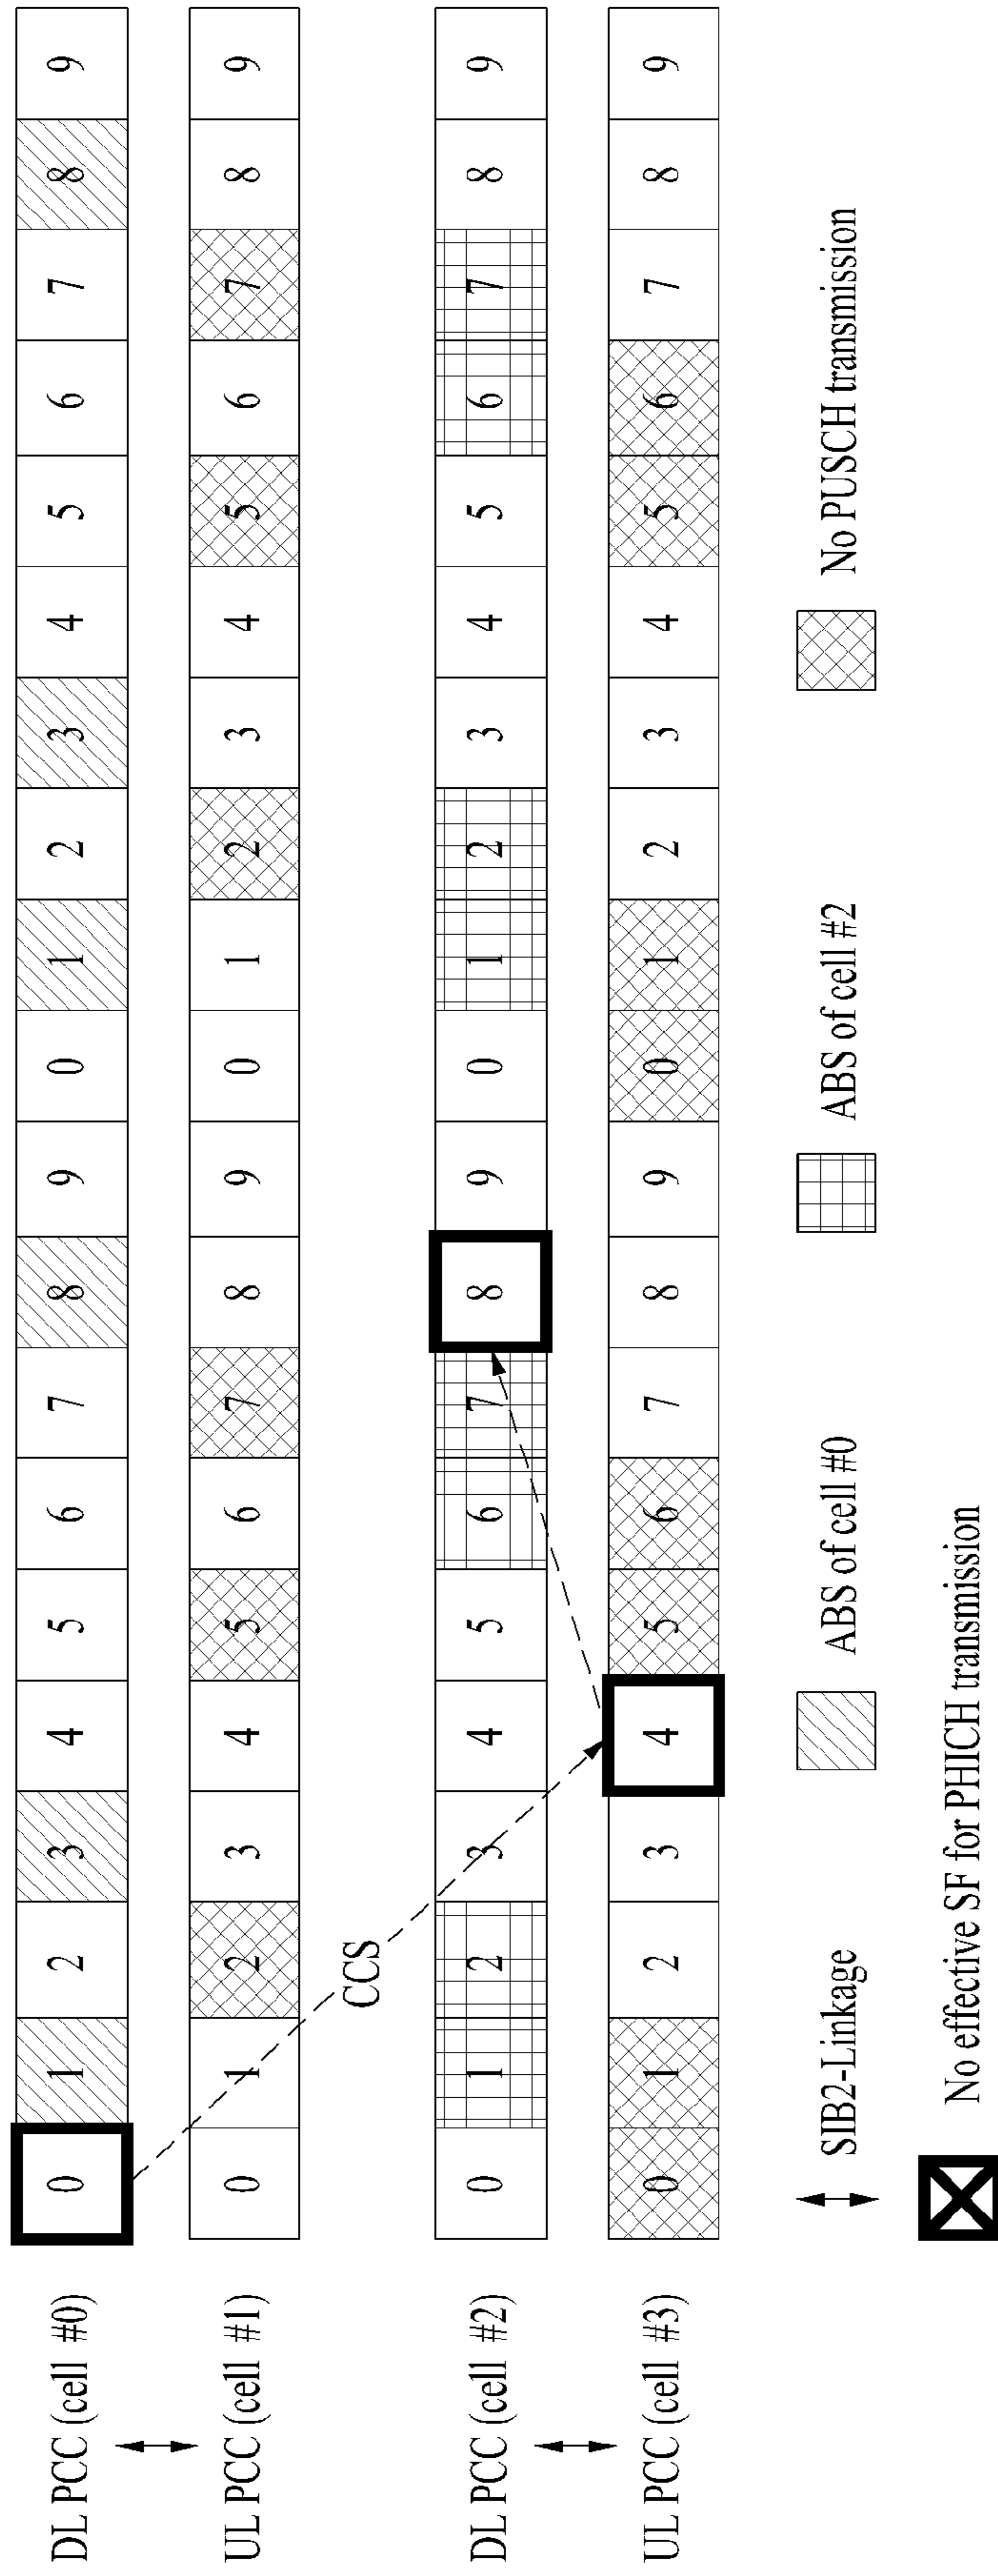 DL PCC (cell #0) 0 1 2 3 4 5 6 7 8 9 0 1 2 3 4 5 6 7 8 9
UL PCC (cell #1) 0 1 2 3 4 5 6 7 8 9 0 1 2 3 4 5 6 7 8 9
CCS
DL PCC (cell #2) 0 1 2 3 4 5 6 7 8 9 0 1 2 3 4 5 6 7 8 9
UL PCC (cell #3) 0 1 2 3 4 5 6 7 8 9 0 1 2 3 4 5 6 7 8 9
SIB2-Linkage ABS of cell #0 ABS of cell #2 No PUSCH transmission
No effective SF for PHICH transmission